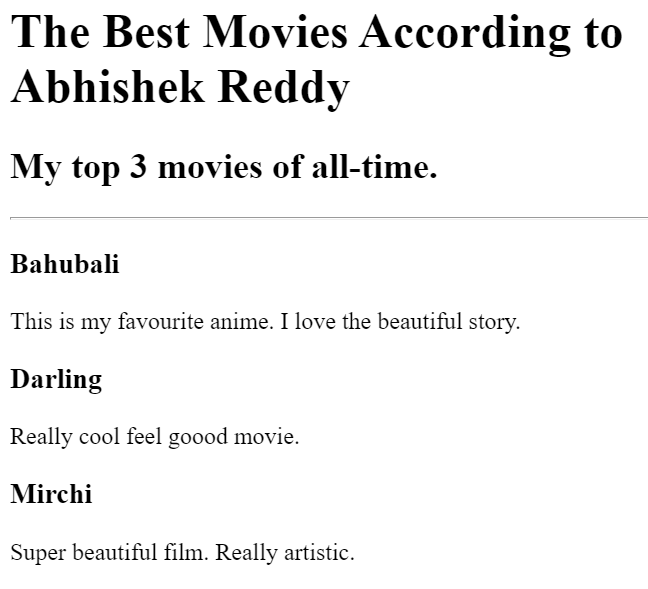 The Best Movies According to
Abhishek Reddy
My top 3 movies of all-time.
Bahubali
This is my favourite anime. I love the beautiful story.
Darling
Really cool feel goood movie.
Mirchi
Super beautiful film. Really artistic.